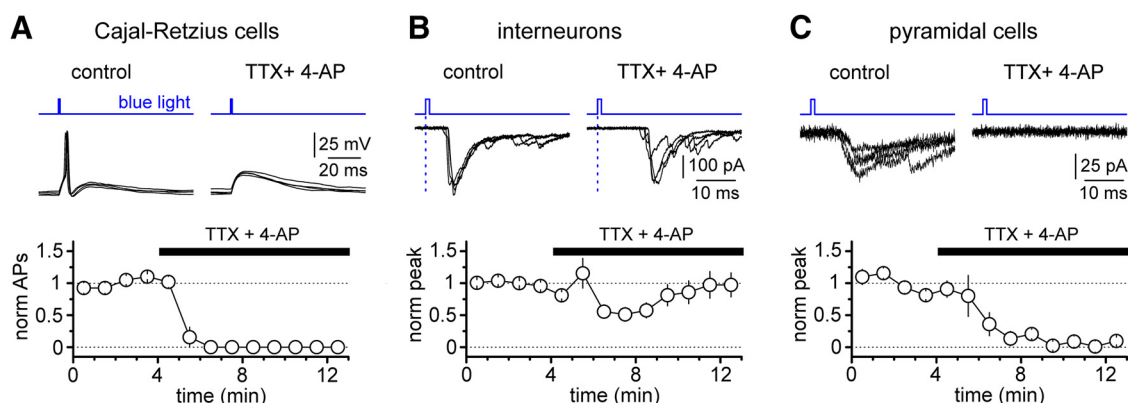 A Cajal-Retzius cells
control TTX+ 4-AP
blue light
25 mV
20 ms
TTX + 4-AP
norm APs
1.5
1
0.5
0
0 4 8 12
time (min)
B interneurons
control TTX+ 4-AP
100 pA
10 ms
TTX + 4-AP
norm peak
1.5
1
0.5
0
0 4 8 12
time (min)
C pyramidal cells
control TTX+ 4-AP
25 pA
10 ms
TTX + 4-AP
norm peak
1.5
1
0.5
0
0 4 8 12
time (min)